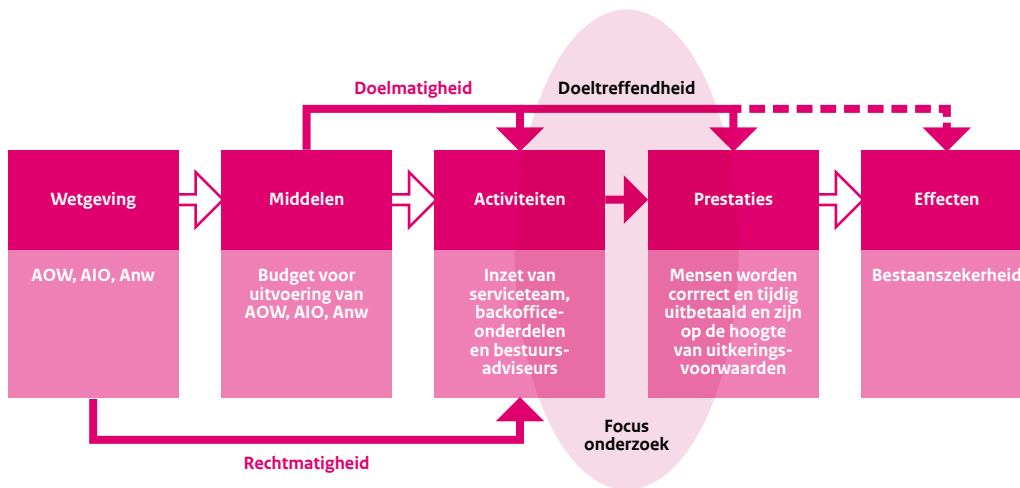 Doelmatigheid
Doeltreffendheid
Wetgeving
Middelen
Activiteiten
Prestaties
Effecten
AOW, AIO, Anw
Budget voor
uitvoering van
AOW, AIO, Anw
Inzet van
serviceteam,
backoffice-
onderdelen
en bestuurs-
adviseurs
Mensen worden
corrrect en tijdig
uitbetaald en zijn
op de hoogte
van uitkerings-
voorwaarden
Bestaanszekerheid
Rechtmatigheid
Focus
onderzoek